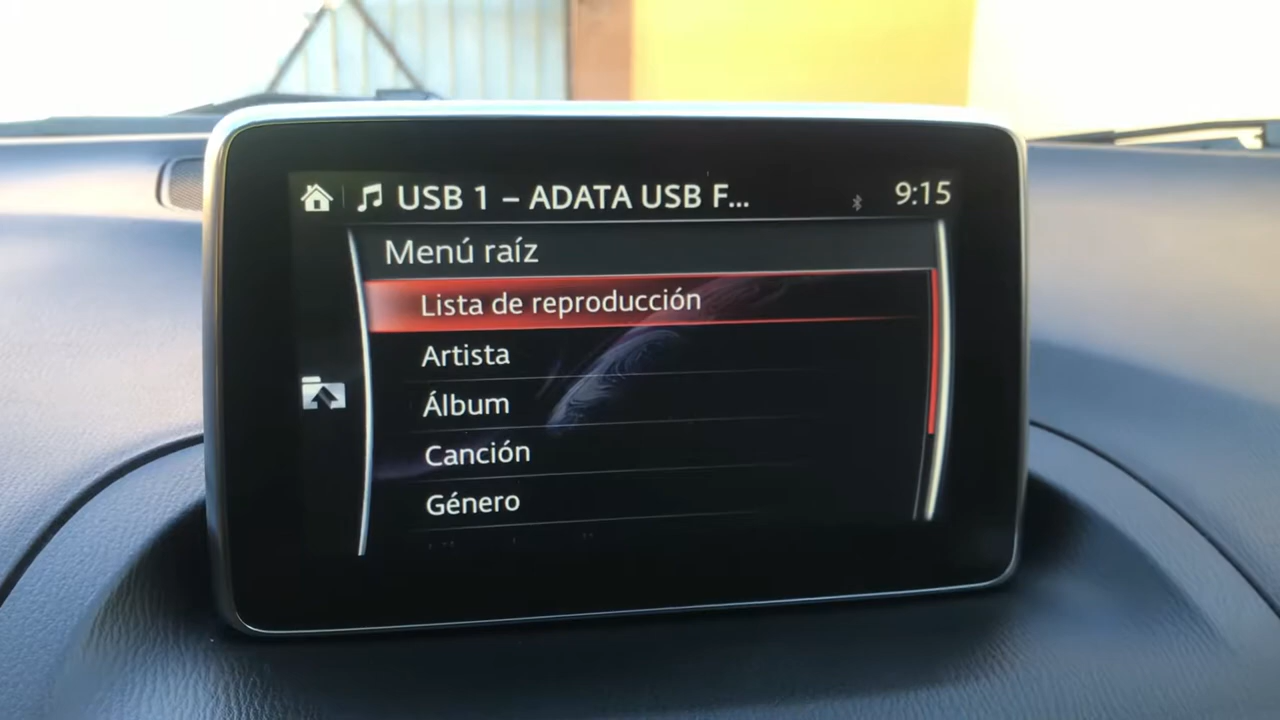 USB 1 – ADATA USB F... 9:15
Menú raíz
Lista de reproducción
Artista
Álbum
Canción
Género